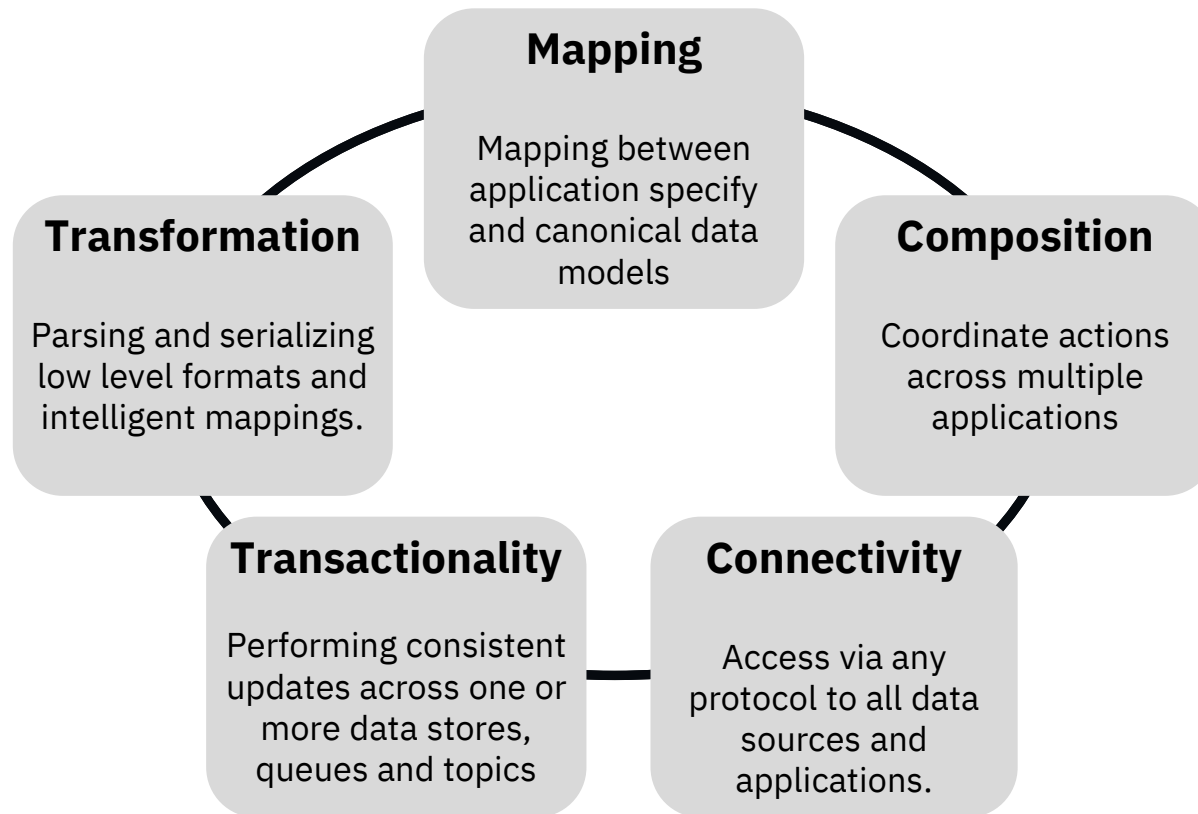 Mapping
Mapping between
application specify
and canonical data
models
Transformation
Parsing and serializing
low level formats and
intelligent mappings.
Composition
Coordinate actions
across multiple
applications
Transactionality
Performing consistent
updates across one or
more data stores,
queues and topics
Connectivity
Access via any
protocol to all data
sources and
applications.